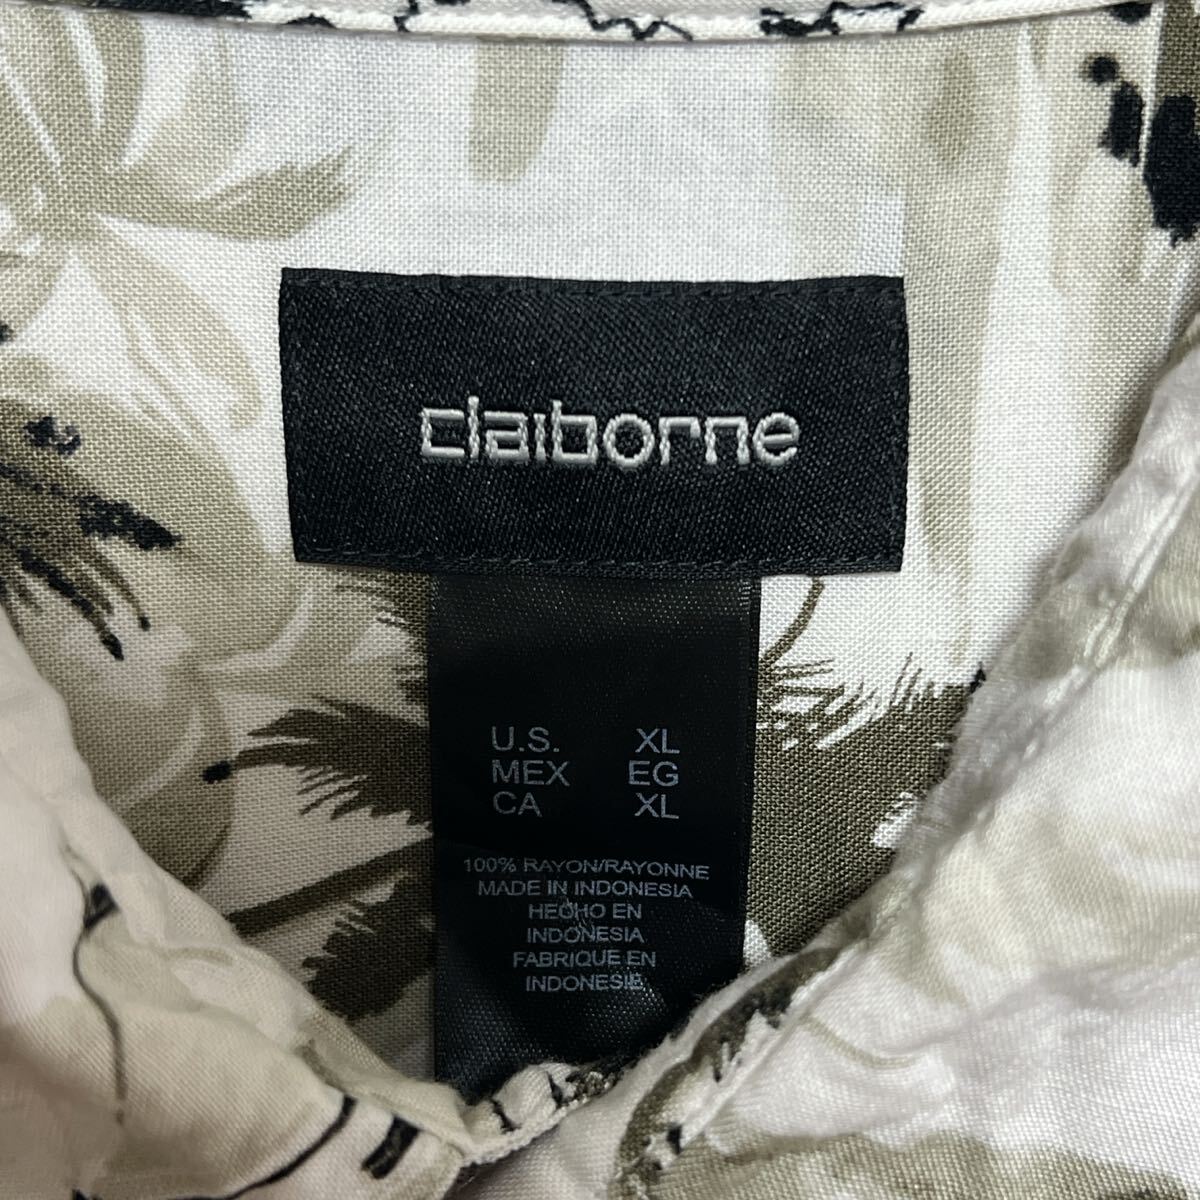 claiborne
U.S. XL
MEX EG
CA XL
100% RAYON/RAYONNE
MADE IN INDONESIA
HECHO EN
INDONESIA
FABRIQUE EN
INDONESIE